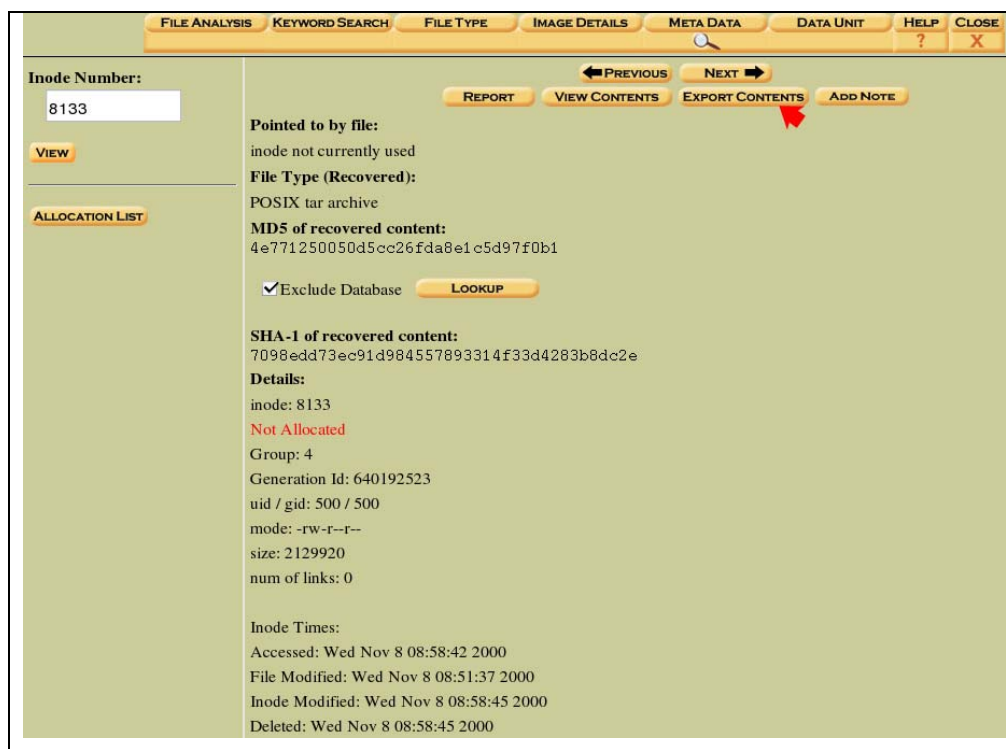 FILE ANALYSIS KEYWORD SEARCH FILE TYPE IMAGE DETAILS META DATA DATA UNIT HELP CLOSE
? X
Inode Number:
8133
VIEW
ALLOCATION LIST
PREVIOUS NEXT
REPORT VIEW CONTENTS EXPORT CONTENTS ADD NOTE
Pointed to by file:
inode not currently used
File Type (Recovered):
POSIX tar archive
MD5 of recovered content:
4e771250050d5cc26fda8e1c5d97f0b1
Exclude Database LOOKUP
SHA-1 of recovered content:
7098edd73ec91d984557893314f33d4283b8dc2e
Details:
inode: 8133
Not Allocated
Group: 4
Generation Id: 640192523
uid / gid: 500 / 500
mode: -rw-r--r--
size: 2129920
num of links: 0
Inode Times:
Accessed: Wed Nov 8 08:58:42 2000
File Modified: Wed Nov 8 08:51:37 2000
Inode Modified: Wed Nov 8 08:58:45 2000
Deleted: Wed Nov 8 08:58:45 2000